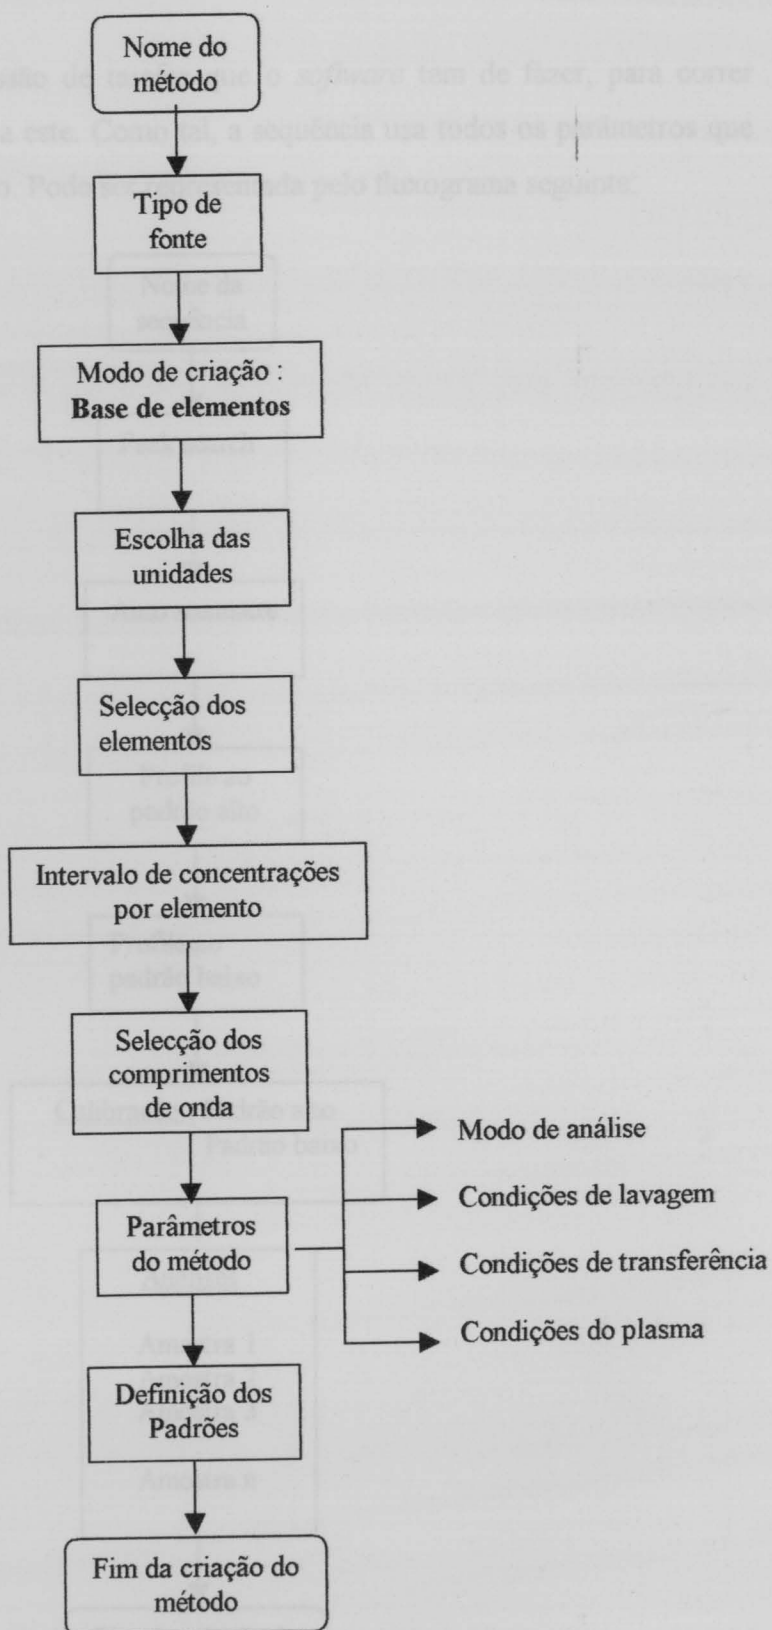 Nome do
método
Tipo de
fonte
Modo de criação :
Base de elementos
Escolha das
unidades
Selecção dos
elementos
Intervalo de concentrações
por elemento
Selecção dos
comprimentos
de onda
Parâmetros
do método
Modo de análise
Condições de lavagem
Condições de transferência
Condições do plasma
Definição dos
Padrões
Fim da criação do
método